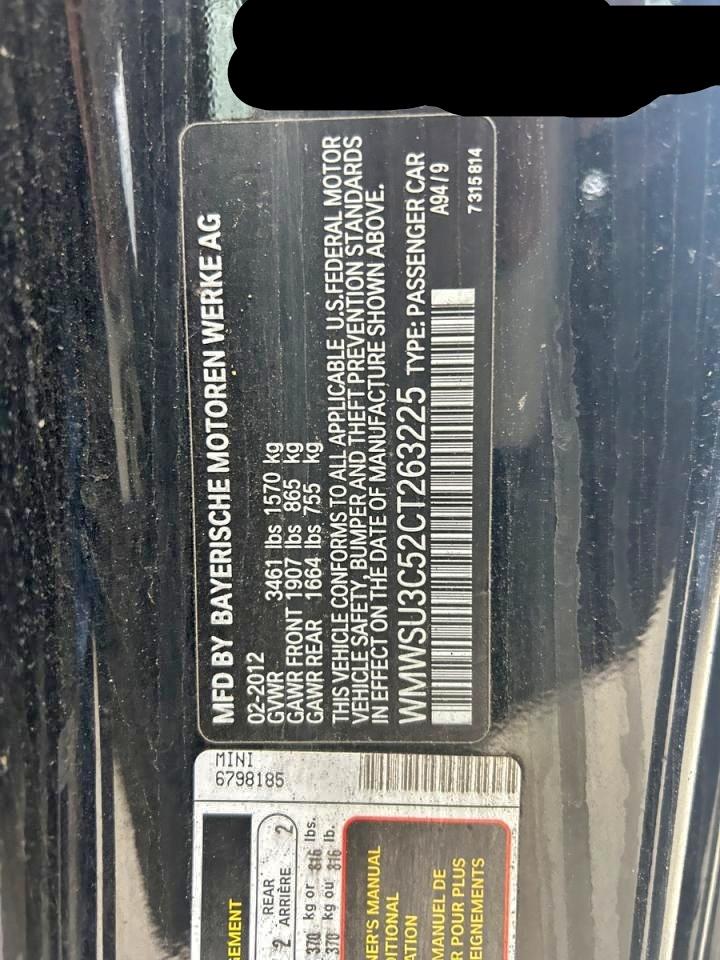 MFD BY BAYERISCHE MOTOREN WERKE AG
02-2012
GVWR 3461 lbs 1570 kg
GAWR FRONT 1907 lbs 865 kg
GAWR REAR 1664 lbs 755 kg
THIS VEHICLE CONFORMS TO ALL APPLICABLE U.S. FEDERAL MOTOR
VEHICLE SAFETY, BUMPER AND THEFT PREVENTION STANDARDS
IN EFFECT ON THE DATE OF MANUFACTURE SHOWN ABOVE.
WMWSU3C52CT263225 TYPE: PASSENGER CAR
A9479
7315814
MINI
6798185
GEMENT
2 REAR ARRIÈRE 2
370 kg or 816 lbs.
370 kg ou 816 lb.
NER'S MANUAL
DITIONAL
ATION
MANUEL DE
R POUR PLUS
EIGNEMENTS